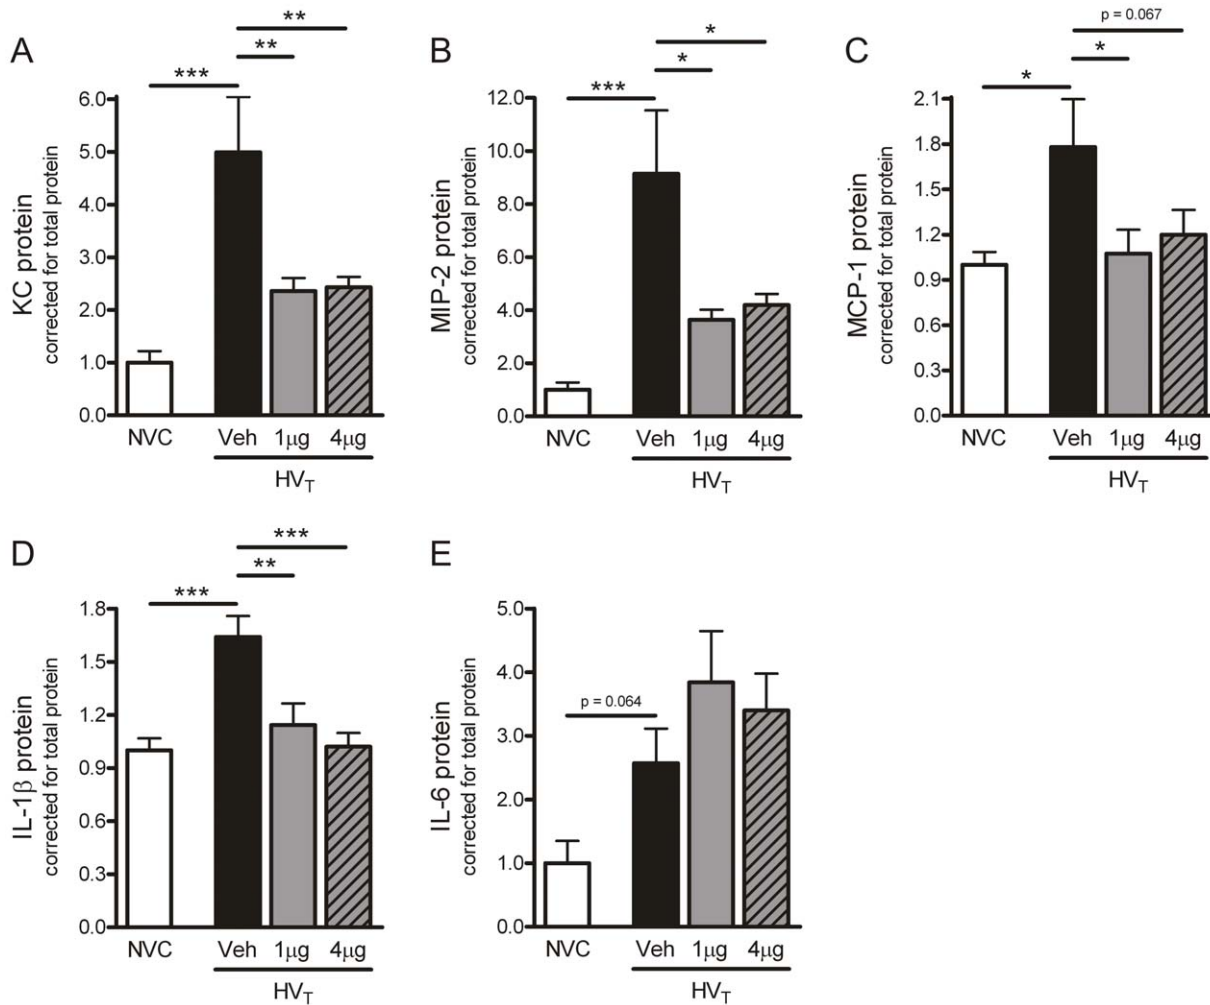 A
**
**
***
KC protein
corrected for total protein
6.0
5.0
4.0
3.0
2.0
1.0
0.0
NVC Veh 1μg 4μg
HVT
B
*
*
***
MIP-2 protein
corrected for total protein
12.0
10.0
8.0
6.0
4.0
2.0
0.0
NVC Veh 1μg 4μg
HVT
C
p = 0.067
*
*
MCP-1 protein
corrected for total protein
2.1
1.8
1.5
1.2
0.9
0.6
0.3
0.0
NVC Veh 1μg 4μg
HVT
D
***
**
***
IL-1β protein
corrected for total protein
1.8
1.5
1.2
0.9
0.6
0.3
0.0
NVC Veh 1μg 4μg
HVT
E
p = 0.064
IL-6 protein
corrected for total protein
5.0
4.0
3.0
2.0
1.0
0.0
NVC Veh 1μg 4μg
HVT